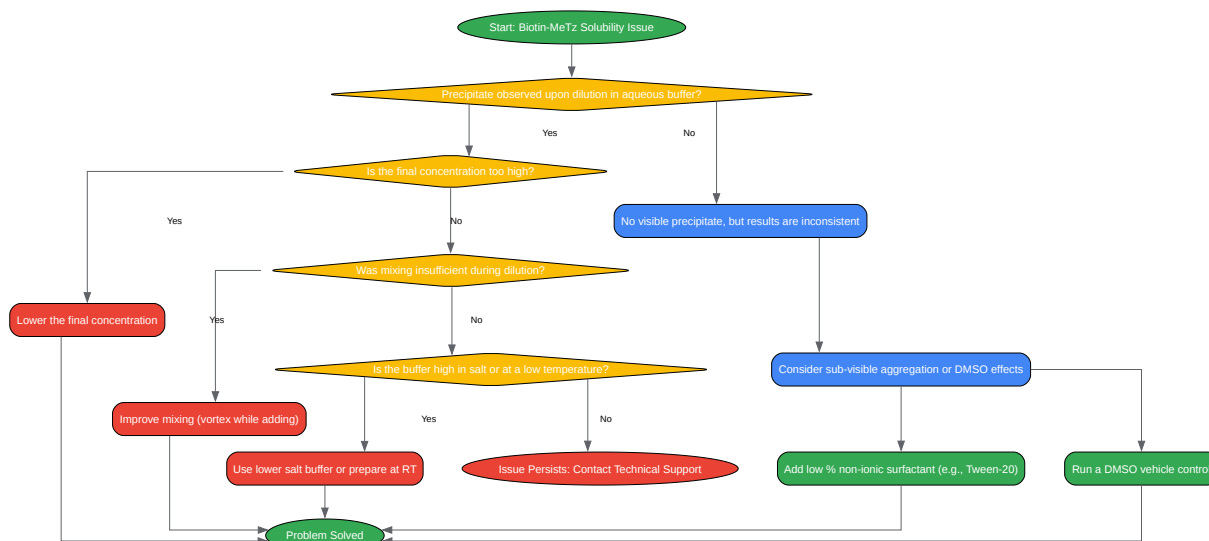 Start: Biotin-MeTz Solubility Issue
Precipitate observed upon dilution in aqueous buffer?
Yes
No
Is the final concentration too high?
Yes
No
No visible precipitate, but results are inconsistent
Was mixing insufficient during dilution?
Lower the final concentration
Yes
No
Is the buffer high in salt or at a low temperature?
Consider sub-visible aggregation or DMSO effects
Improve mixing (vortex while adding)
Yes
No
Use lower salt buffer or prepare at RT
Issue Persists: Contact Technical Support
Add low % non-ionic surfactant (e.g., Tween-20)
Run a DMSO vehicle contro
Problem Solved